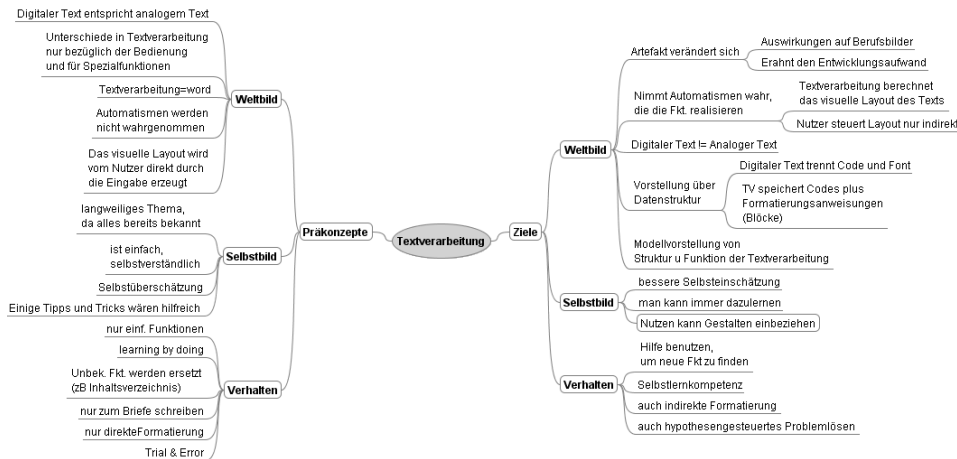 Textverarbeitung
Präkonzepte
Weltbild
Digitaler Text entspricht analogem Text
Unterschiede in Textverarbeitung
nur bezüglich der Bedienung
und für Spezialfunktionen
Textverarbeitung=word
Automatismen werden
nicht wahrgenommen
Das visuelle Layout wird
vom Nutzer direkt durch
die Eingabe erzeugt
Selbstbild
langweiliges Thema,
da alles bereits bekannt
ist einfach,
selbstverständlich
Selbstüberschätzung
Einige Tipps und Tricks wären hilfreich
Verhalten
nur einf. Funktionen
learning by doing
Unbek. Fkt. werden ersetzt
(zB Inhaltsverzeichnis)
nur zum Briefe schreiben
nur direkteFormatierung
Trial & Error
Ziele
Weltbild
Artefakt verändert sich
Auswirkungen auf Berufsbilder
Erahnt den Entwicklungsaufwand
Nimmt Automatismen wahr,
die die Fkt. realisieren
Textverarbeitung berechnet
das visuelle Layout des Texts
Nutzer steuert Layout nur indirekt
Digitaler Text != Analoger Text
Vorstellung über
Datenstruktur
Digitaler Text trennt Code und Font
TV speichert Codes plus
Formatierungsanweisungen
(Blöcke)
Modellvorstellung von
Struktur u Funktion der Textverarbeitung
Selbstbild
bessere Selbsteinschätzung
man kann immer dazulernen
Nutzen kann Gestalten einbeziehen
Verhalten
Hilfe benutzen,
um neue Fkt zu finden
Selbstlernkompetenz
auch indirekte Formatierung
auch hypothesengesteuertes Problemlösen